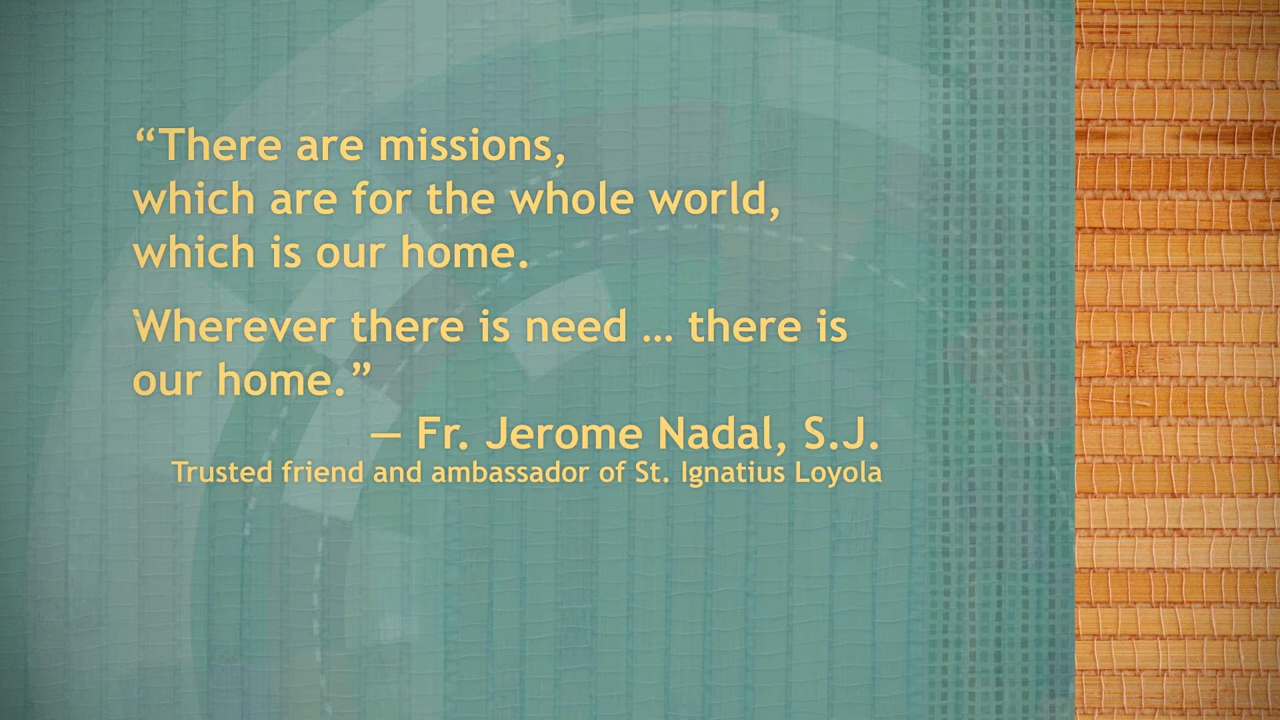 “There are missions,
which are for the whole world,
which is our home.
Wherever there is need … there is
our home.”
— Fr. Jerome Nadal, S.J.
Trusted friend and ambassador of St. Ignatius Loyola